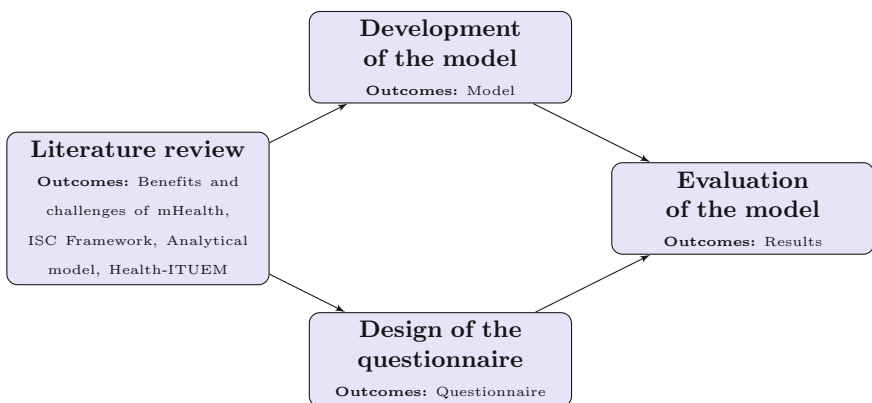 Development
of the model
Outcomes: Model
Literature review
Outcomes: Benefits and
challenges of mHealth,
ISC Framework, Analytical
model, Health-ITUEM
Evaluation
of the model
Outcomes: Results
Design of the
questionnaire
Outcomes: Questionnaire